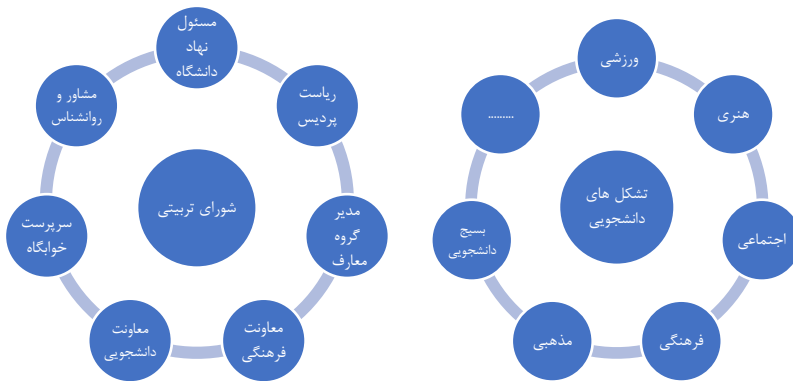 ورزشی
هنری
اجتماعی
فرهنگی
مذهبی
بسیج
دانشجویی
.........
تشکل های
دانشجویی
مسئول
نهاد
دانشگاه
ریاست
پردیس
مدیر
گروه
معارف
معاونت
فرهنگی
معاونت
دانشجویی
سرپرست
خوابگاه
مشاور و
روانشناس
شورای تربیتی